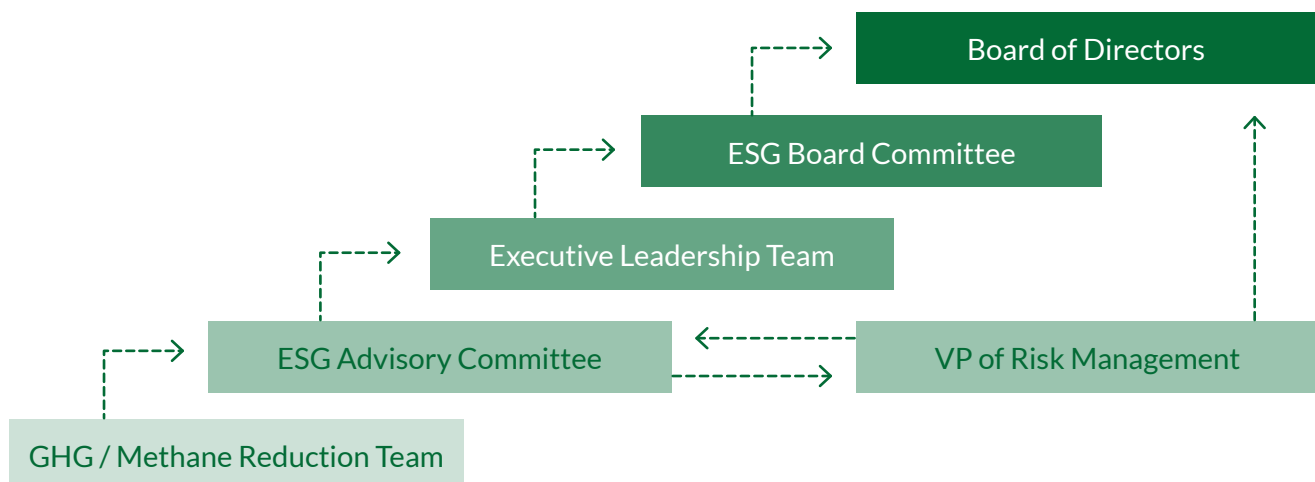 Board of Directors
ESG Board Committee
Executive Leadership Team
ESG Advisory Committee
VP of Risk Management
GHG / Methane Reduction Team